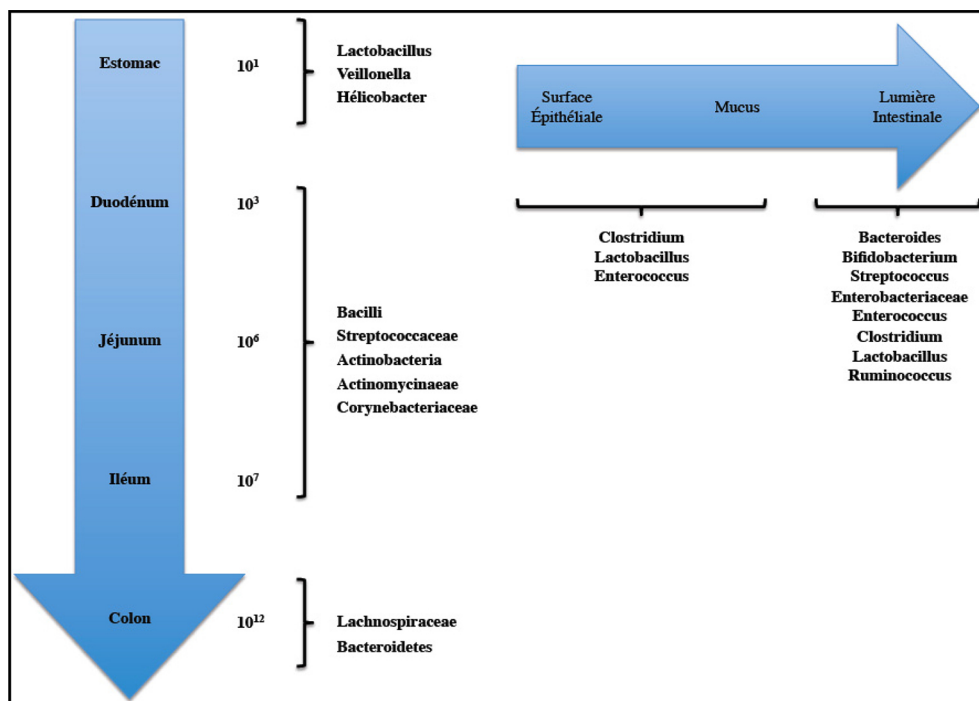 Estomac
10¹
Lactobacillus
Veillonella
Hélicobacter
Duodénum
10³
Jéjunum
10⁶
Iléum
10⁷
Bacilli
Streptococcaceae
Actinobacteria
Actinomycinaeae
Corynebacteriaceae
Colon
10¹²
Lachnospiraceae
Bacteroidetes
Surface
Épithéliale
Mucus
Lumière
Intestinale
Clostridium
Lactobacillus
Enterococcus
Bacteroides
Bifidobacterium
Streptococcus
Enterobacteriaceae
Enterococcus
Clostridium
Lactobacillus
Ruminococcus